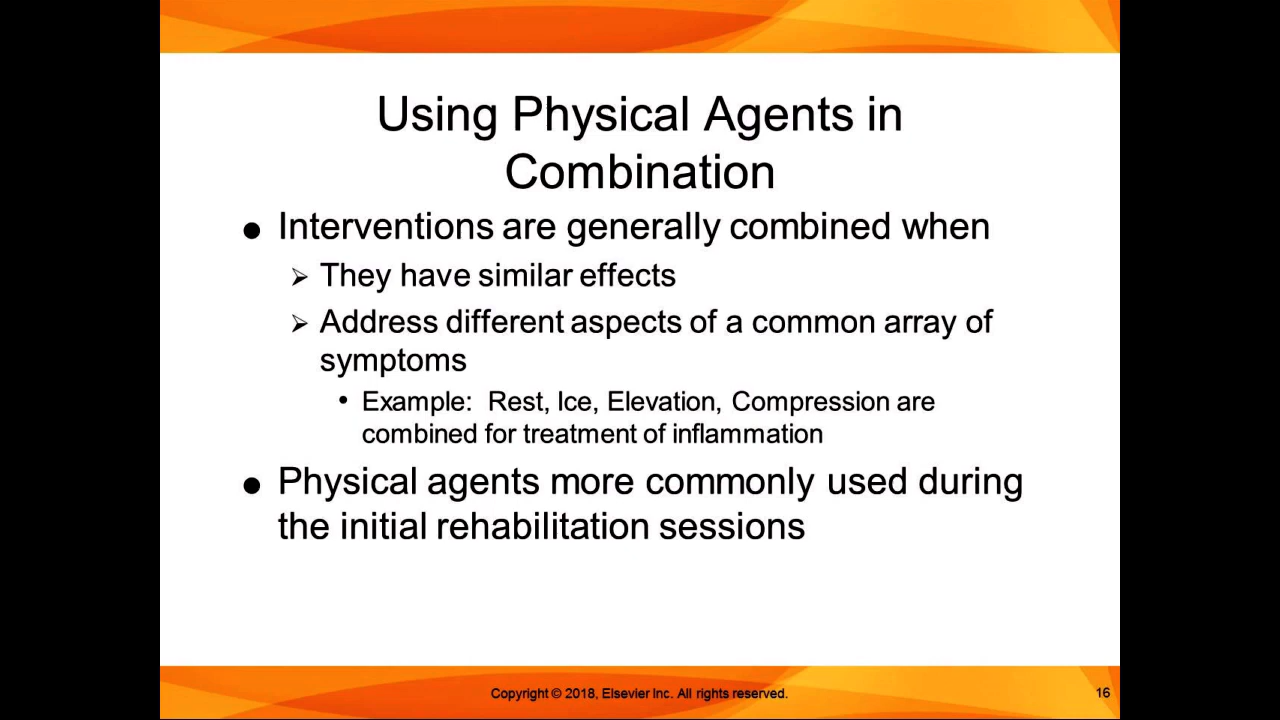 Using Physical Agents in
Combination
● Interventions are generally combined when
➢ They have similar effects
➢ Address different aspects of a common array of
symptoms
• Example: Rest, Ice, Elevation, Compression are
combined for treatment of inflammation
● Physical agents more commonly used during
the initial rehabilitation sessions
Copyright © 2018, Elsevier Inc. All rights reserved.
16